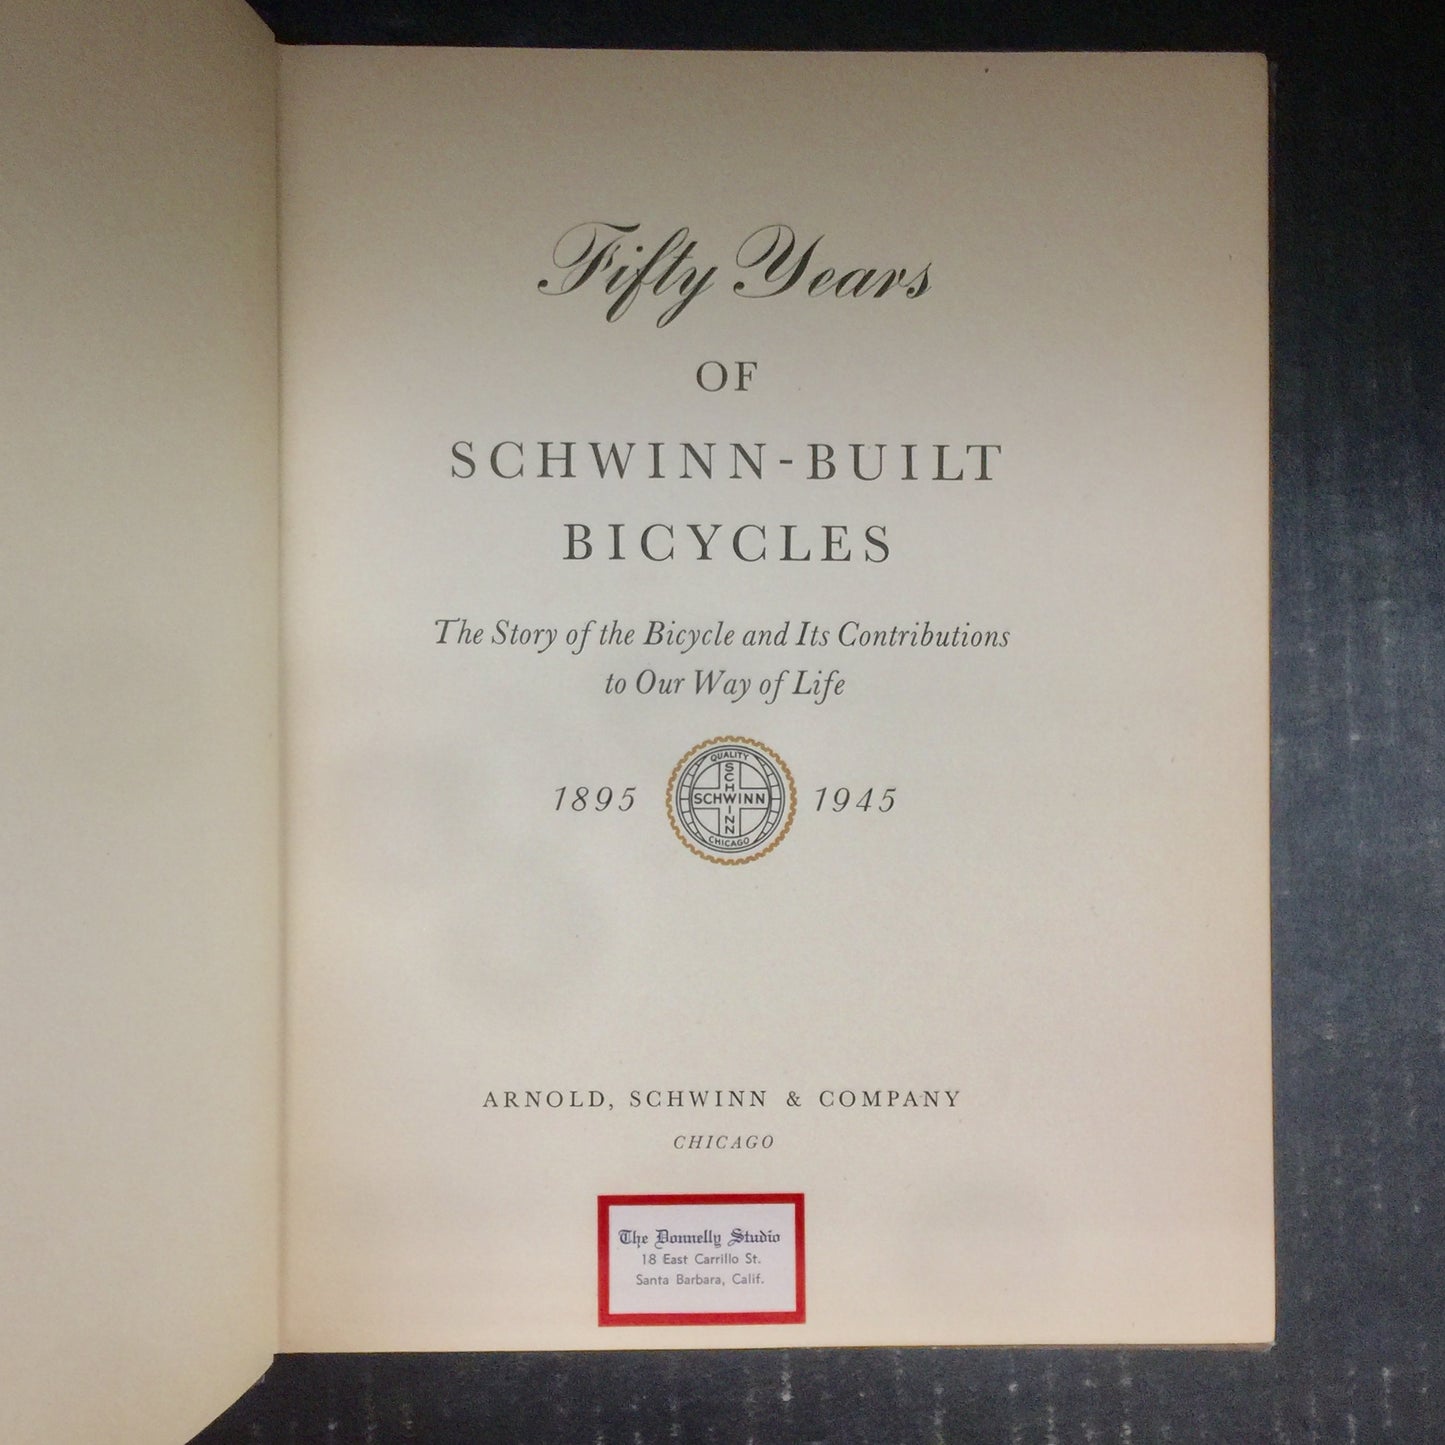 Fifty Years
OF
SCHWINN-BUILT
BICYCLES
The Story of the Bicycle and Its Contributions
to Our Way of Life
1895
QUALITY
SCHWINN
SCHWINN
CHICAGO
1945
ARNOLD, SCHWINN & COMPANY
CHICAGO
The Donnelly Studio
18 East Carrillo St.
Santa Barbara, Calif.